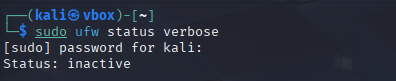 ┌──(kali㉿vbox)-[~]
└─$ sudo ufw status verbose
[sudo] password for kali:
Status: inactive